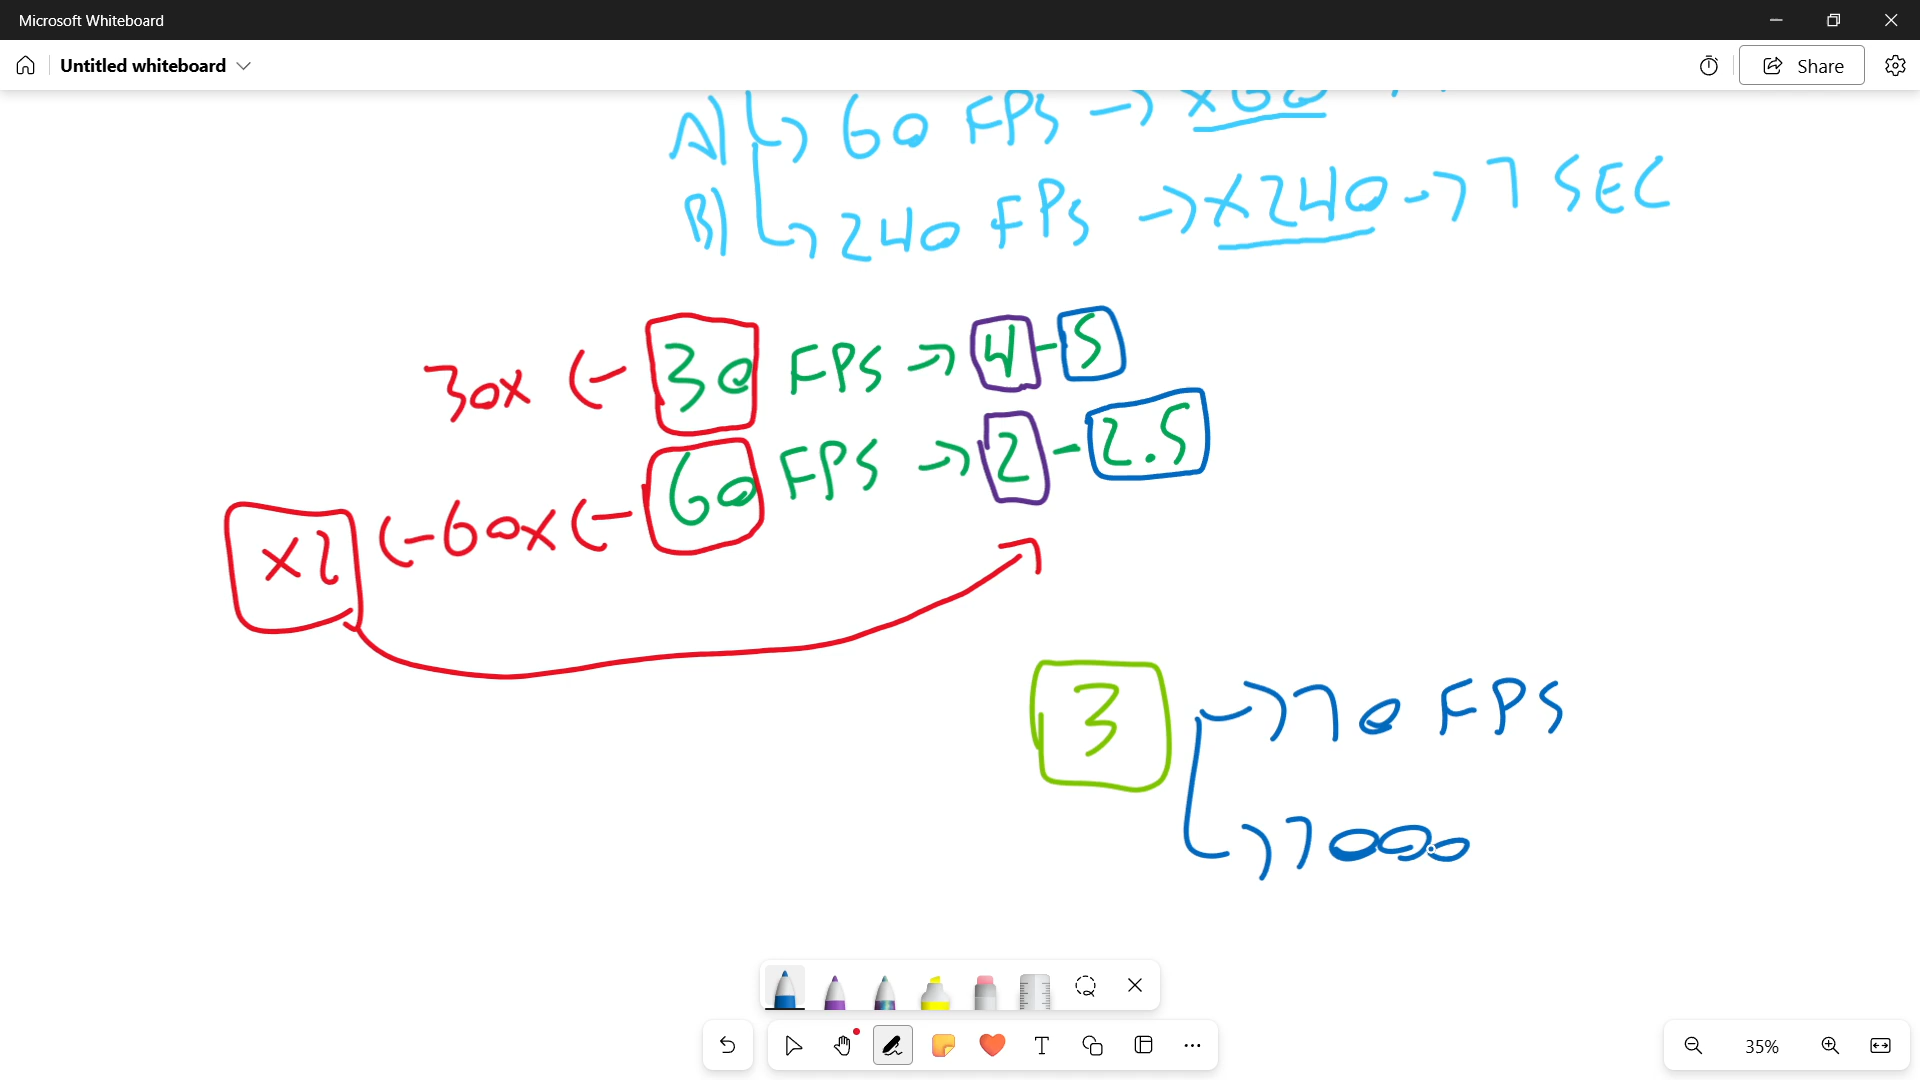 Microsoft Whiteboard
Untitled whiteboard
Share
A) 60 FPS → x60
B) 240 FPS → x240 → 1 SEC
30x ← 30 FPS → 4 - 5
x2 ← 60x ← 60 FPS → 2 - 2.5
3 → 10 FPS
→ 1000
35%